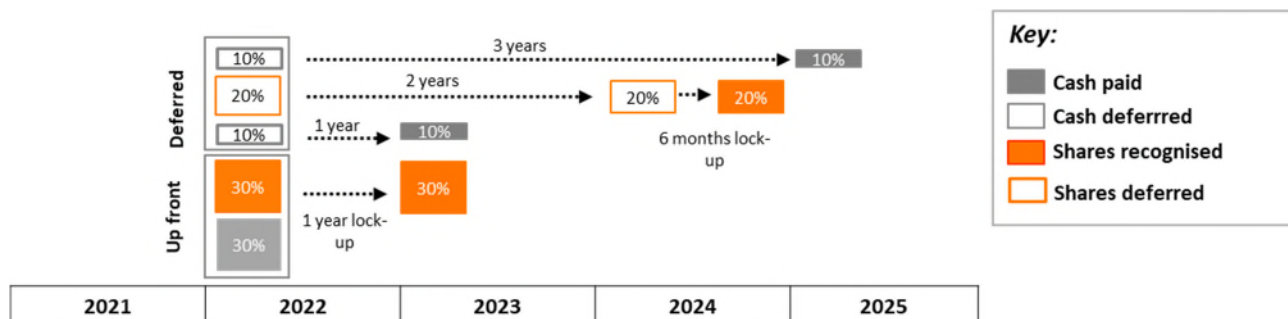 Deferred
10%
3 years
10%
20%
2 years
20%
20%
6 months lock-
up
10%
1 year
10%
Up front
30%
1 year lock-
up
30%
30%
2021
2022
2023
2024
2025
Key:
Cash paid
Cash deferrred
Shares recognised
Shares deferred